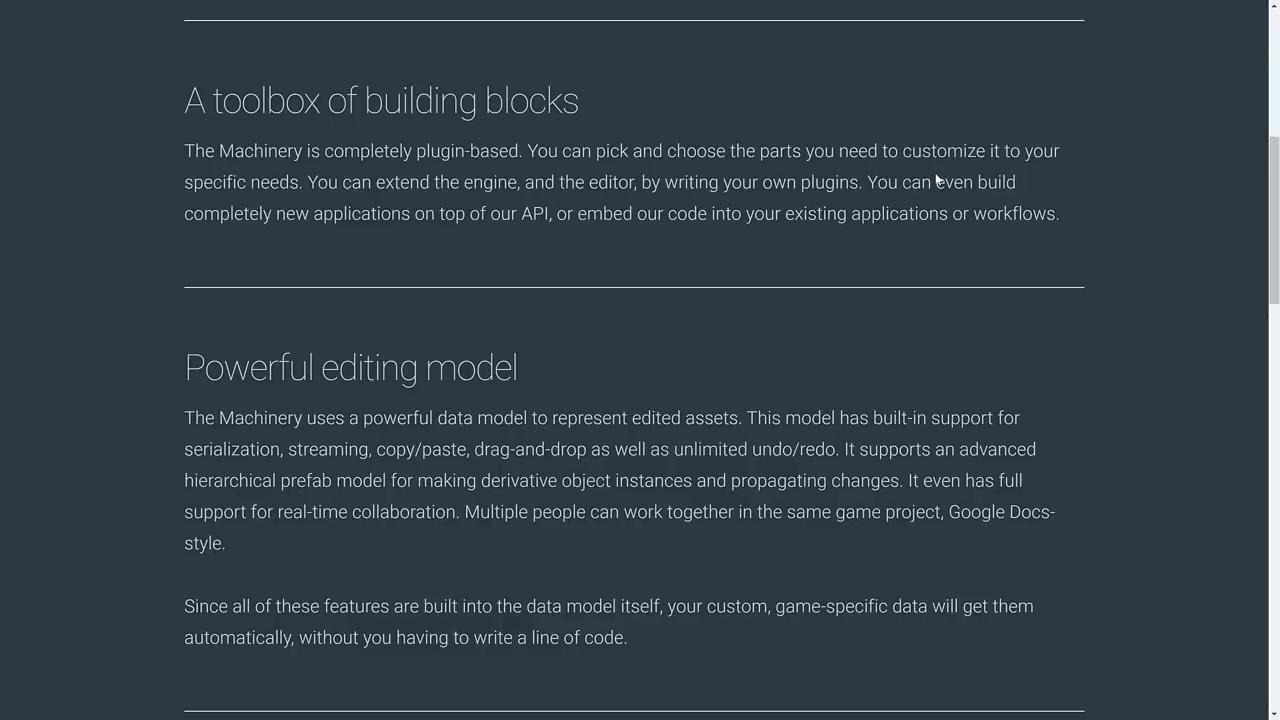 A toolbox of building blocks
The Machinery is completely plugin-based. You can pick and choose the parts you need to customize it to your
specific needs. You can extend the engine, and the editor, by writing your own plugins. You can even build
completely new applications on top of our API, or embed our code into your existing applications or workflows.
Powerful editing model
The Machinery uses a powerful data model to represent edited assets. This model has built-in support for
serialization, streaming, copy/paste, drag-and-drop as well as unlimited undo/redo. It supports an advanced
hierarchical prefab model for making derivative object instances and propagating changes. It even has full
support for real-time collaboration. Multiple people can work together in the same game project, Google Docs-
style.
Since all of these features are built into the data model itself, your custom, game-specific data will get them
automatically, without you having to write a line of code.